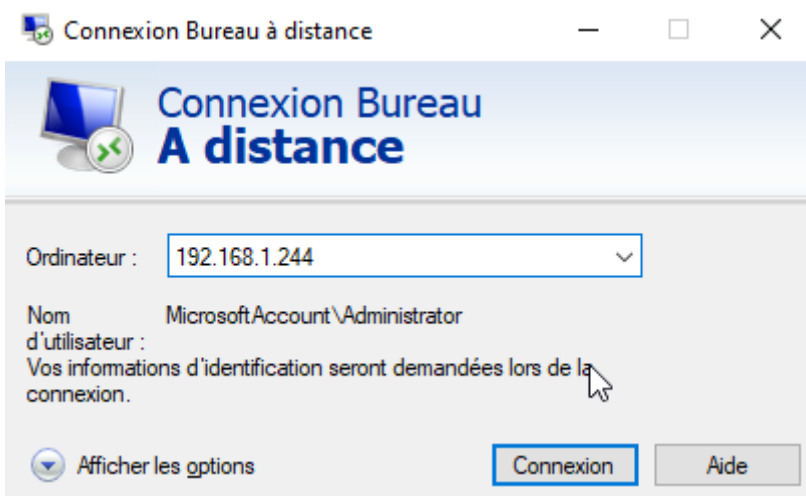 Connexion Bureau à distance
Connexion Bureau
A distance
Ordinateur :
192.168.1.244
Nom
d'utilisateur :
MicrosoftAccount\Administrator
Vos informations d'identification seront demandées lors de la
connexion.
Afficher les options
Connexion
Aide